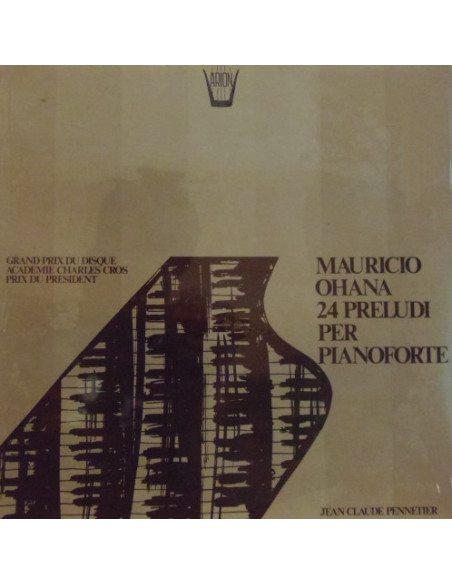 ARION
GRAND PRIX DU DISQUE
ACADEMIE CHARLES CROS
PRIX DU PRESIDENT
MAURICIO
OHANA
24 PRELUDI
PER
PIANOFORTE
JEAN CLAUDE PENNETIER